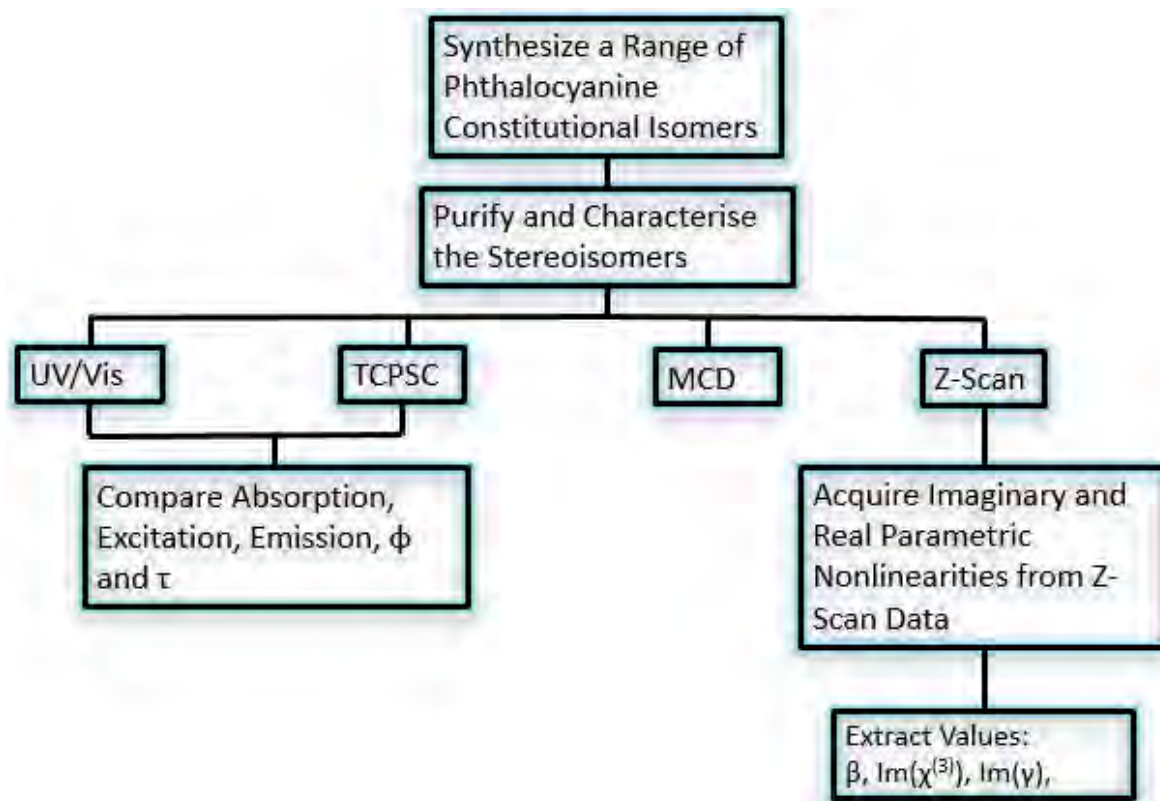 Synthesize a Range of
Phthalocyanine
Constitutional Isomers
Purify and Characterise
the Stereoisomers
UV/Vis
TCPSC
MCD
Z-Scan
Compare Absorption,
Excitation, Emission, ϕ
and τ
Acquire Imaginary and
Real Parametric
Nonlinearities from Z-
Scan Data
Extract Values:
β, Im(χ⁽³⁾), Im(γ),